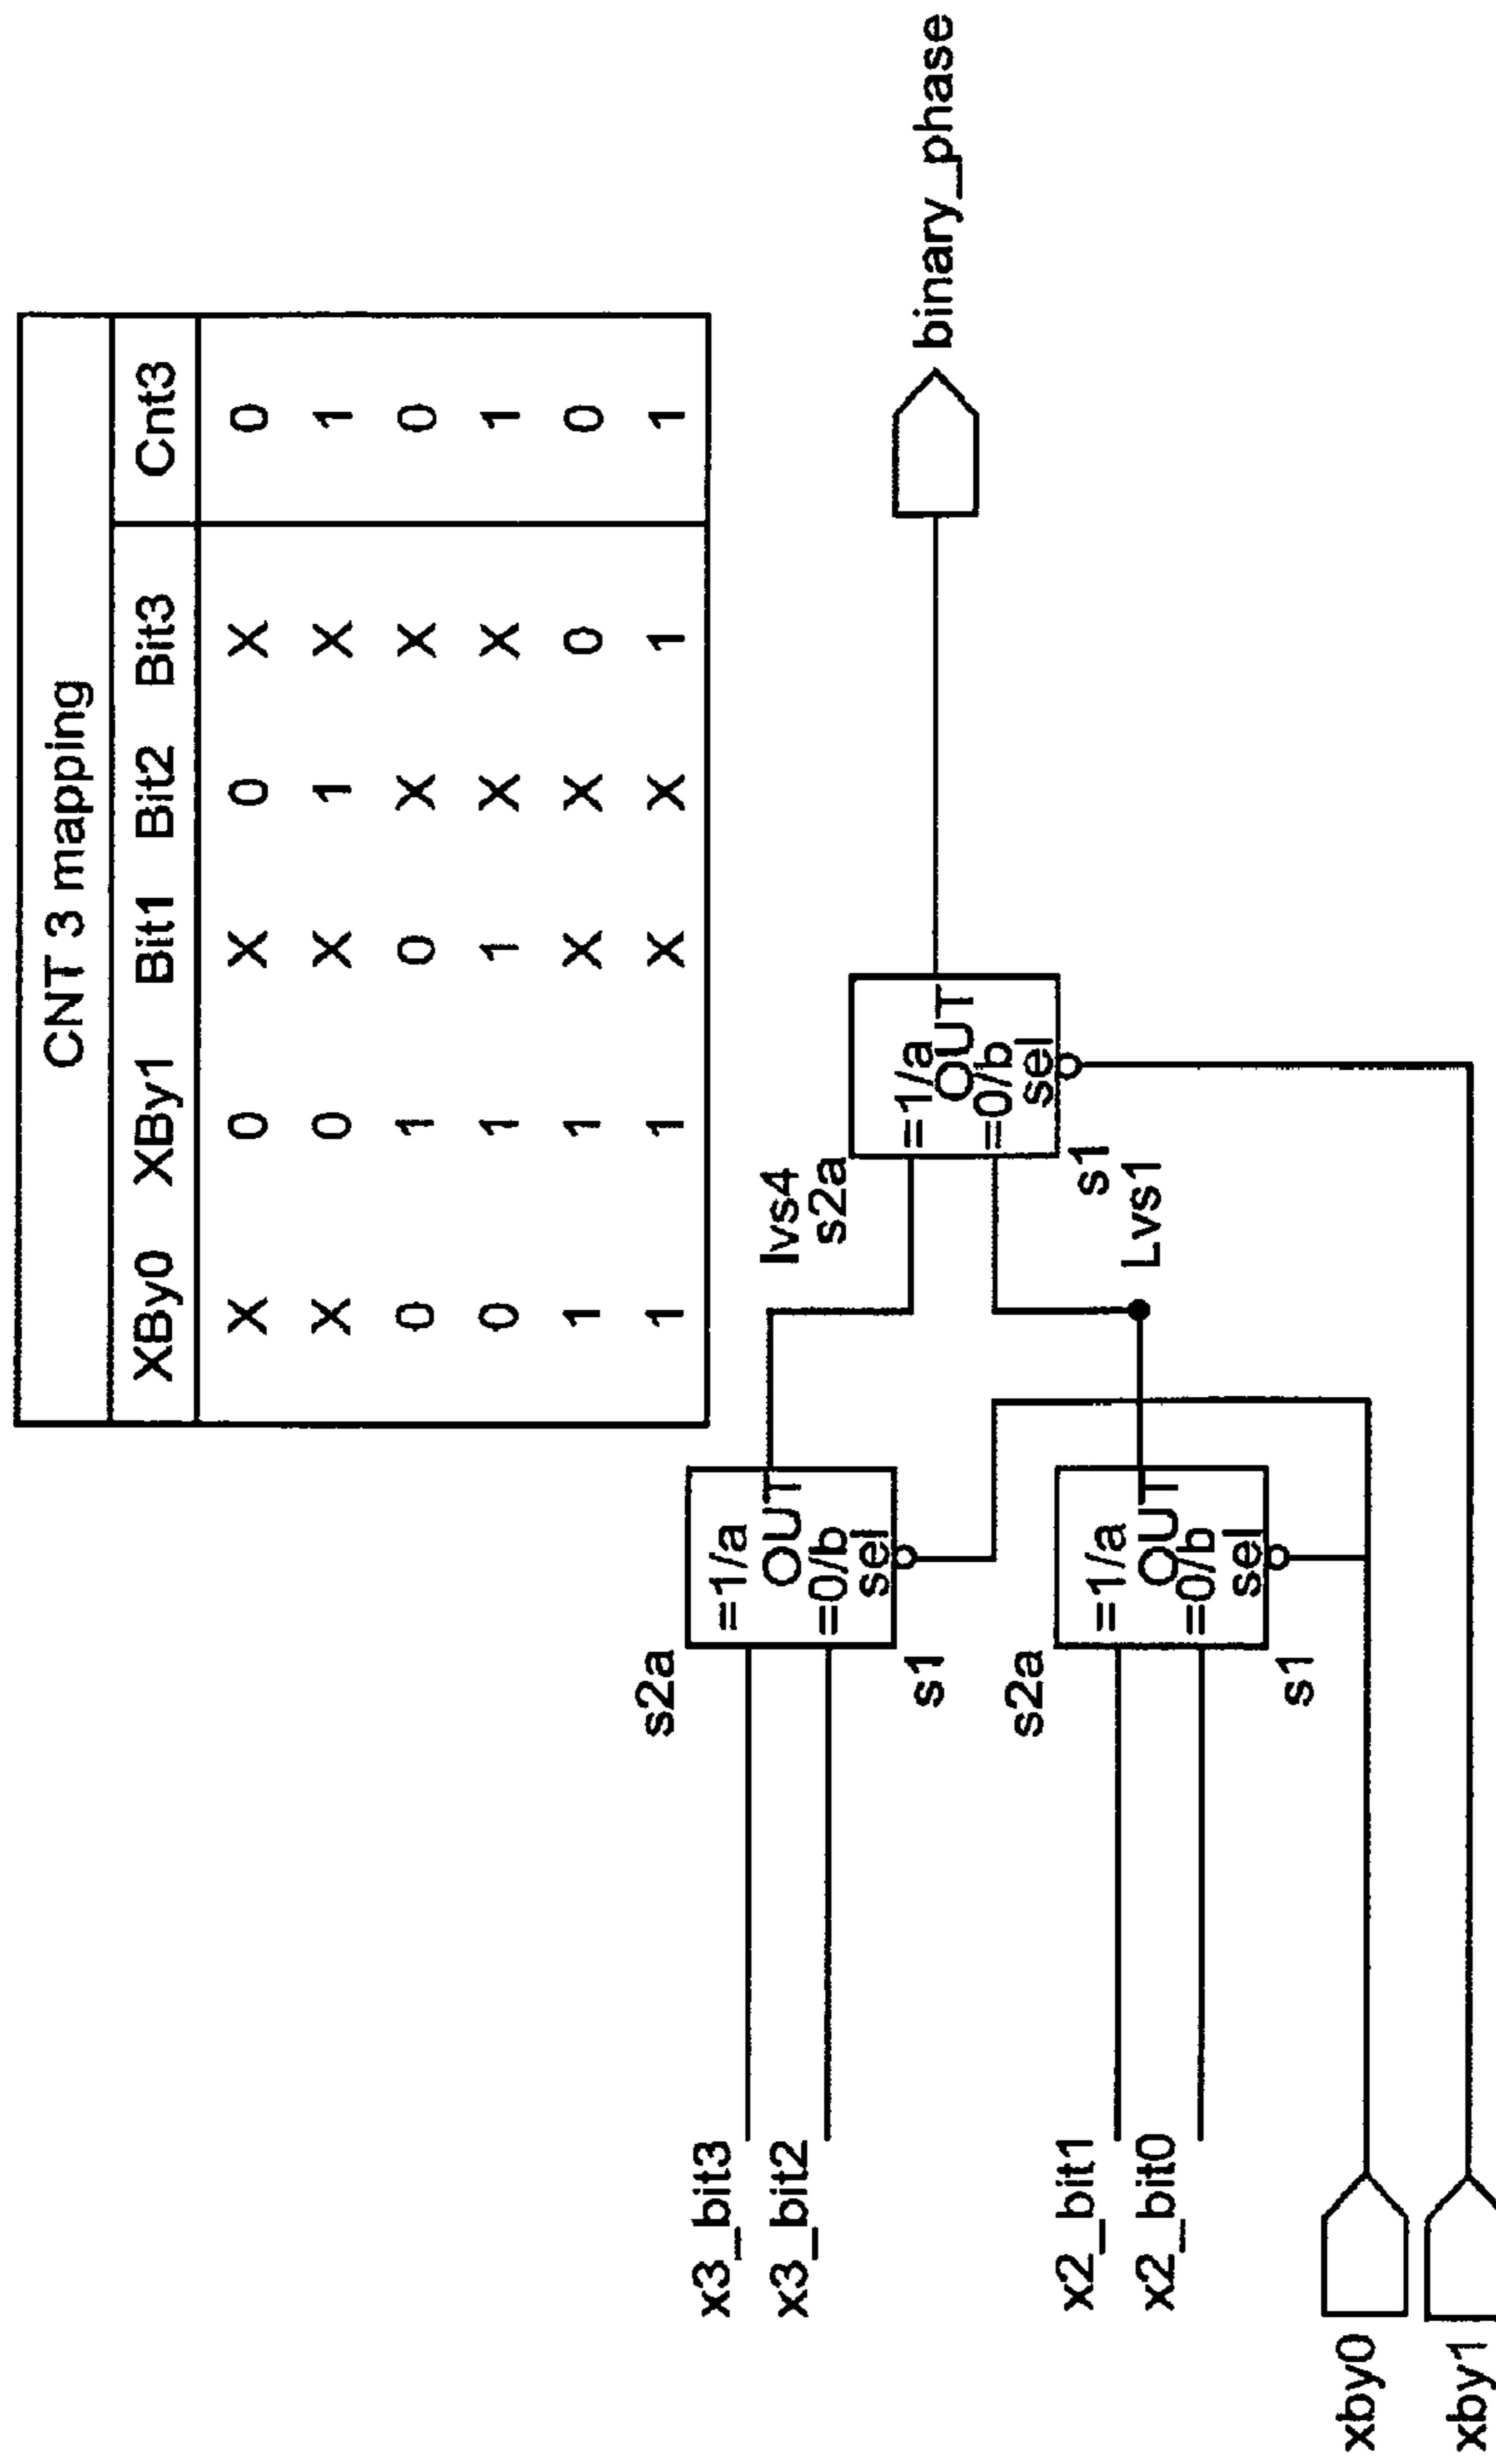 CNT 3 mapping
XBy0 XBy1 Bit1 Bit2 Bit3 Cnt3
X 0 X 0 X 0
X 0 X 1 X 1
0 1 0 X X 0
0 1 1 X X 1
1 1 X X 0 0
1 1 X X 1 1
x3_bit3
x3_bit2
s2a
=1/a
OUT
=0/b
sel
s1
lvs4
s2a
=1/a
OUT
=0/b
sel
s1
Lvs1
binary_phase
x2_bit1
x2_bit0
s2a
=1/a
OUT
=0/b
sel
s1
xby0
xby1